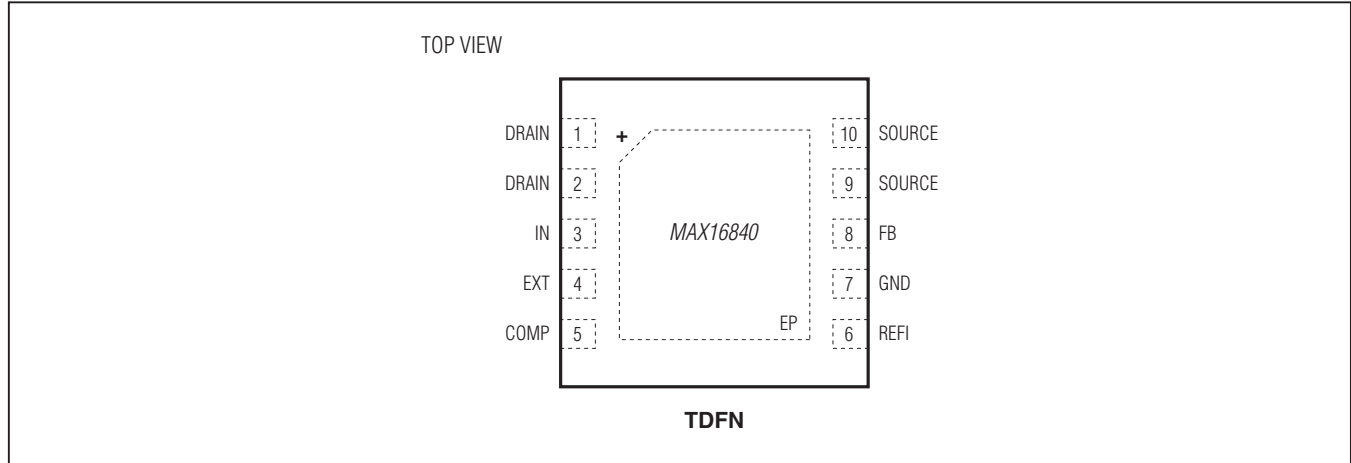 TOP VIEW
DRAIN 1 + 10 SOURCE
DRAIN 2 9 SOURCE
IN 3 MAX16840 8 FB
EXT 4 7 GND
COMP 5 EP 6 REFI
TDFN